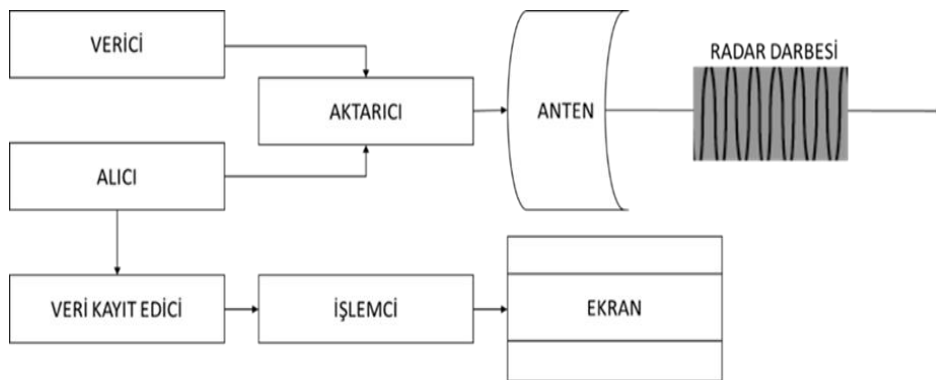 VERİCİ
RADAR DARBESİ
AKTARICI
ANTEN
ALICI
VERİ KAYIT EDİCİ
İŞLEMCİ
EKRAN